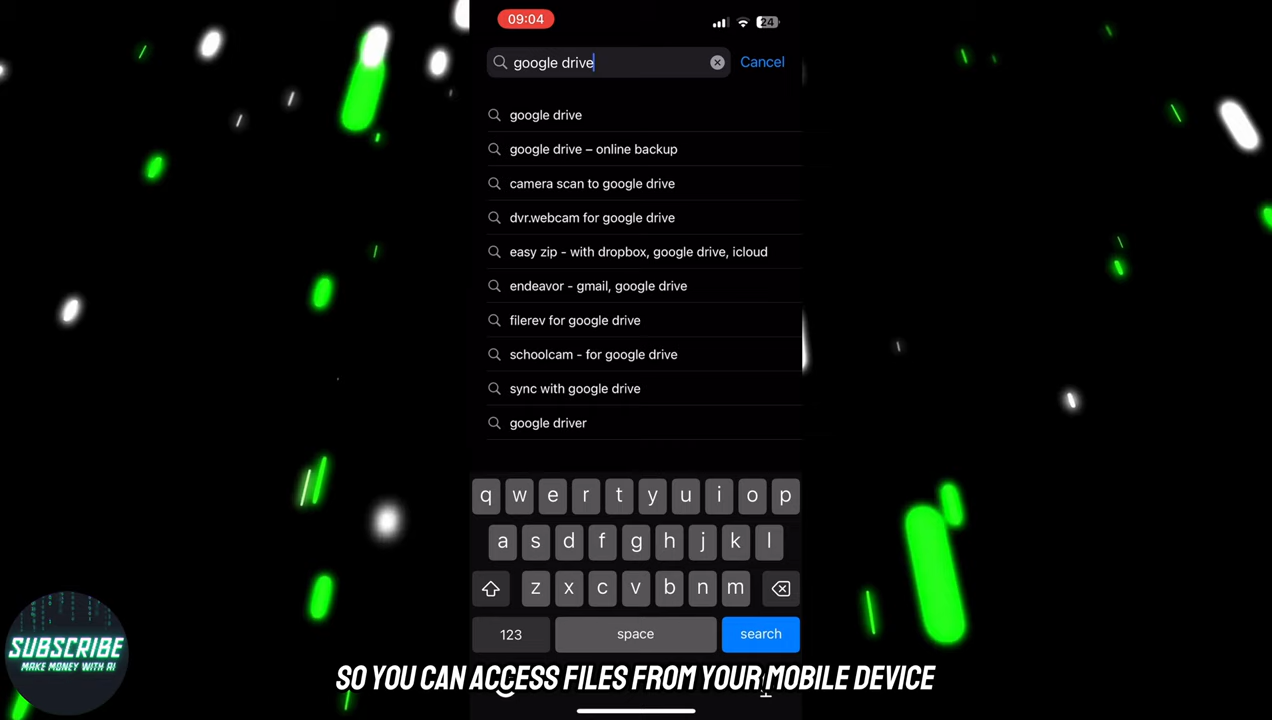 09:04
24
google drive
Cancel
google drive
google drive – online backup
camera scan to google drive
dvr.webcam for google drive
easy zip - with dropbox, google drive, icloud
endeavor - gmail, google drive
filerev for google drive
schoolcam - for google drive
sync with google drive
google driver
q w e r t y u i o p
a s d f g h j k l
z x c v b n m
123 space search
SUBSCRIBE
MAKE MONEY WITH AI
SO YOU CAN ACCESS FILES FROM YOUR MOBILE DEVICE